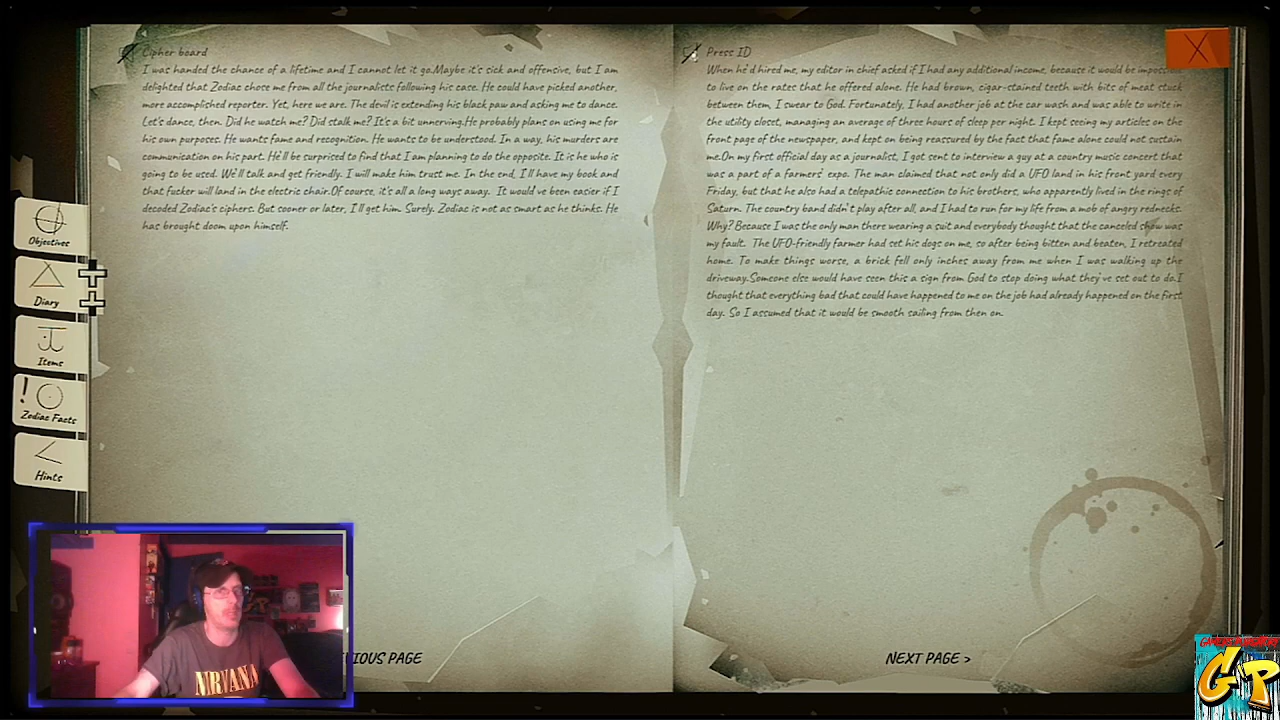 Cipher board
I was handed the chance of a lifetime and I cannot let it go.Maybe it's sick and offensive, but I am
delighted that Zodiac chose me from all the journalists following his case. He could have picked another,
more accomplished reporter. Yet, here we are. The devil is extending his black paw and asking me to dance.
Let's dance, then. Did he watch me? Did stalk me? It's a bit unnerving.He probably plans on using me for
his own purposes. He wants fame and recognition. He wants to be understood. In a way, his murders are
communication on his part. He'll be surprised to find that I am planning to do the opposite. It is he who is
going to be used. We'll talk and get friendly. I will make him trust me. In the end, I'll have my book and
that fucker will land in the electric chair.Of course, it's all a long ways away. It would've been easier if I
decoded Zodiac's ciphers. But sooner or later, I'll get him. Surely. Zodiac is not as smart as he thinks. He
has brought doom upon himself.
Press ID
When he'd hired me, my editor in chief asked if I had any additional income, because it would be impossible
to live on the rates that he offered alone. He had brown, cigar-stained teeth with bits of meat stuck
between them, I swear to God. Fortunately, I had another job at the car wash and was able to write in
the utility closet, managing an average of three hours of sleep per night. I kept seeing my articles on the
front page of the newspaper, and kept on being reassured by the fact that fame alone could not sustain
me.On my first official day as a journalist, I got sent to interview a guy at a country music concert that
was a part of a farmers' expo. The man claimed that not only did a UFO land in his front yard every
Friday, but that he also had a telepathic connection to his brothers, who apparently lived in the rings of
Saturn. The country band didn't play after all, and I had to run for my life from a mob of angry rednecks.
Why? Because I was the only man there wearing a suit and everybody thought that the canceled show was
my fault. The UFO-friendly farmer had set his dogs on me, so after being bitten and beaten, I retreated
home. To make things worse, a brick fell only inches away from me when I was walking up the
driveway.Someone else would have seen this a sign from God to stop doing what they've set out to do.I
thought that everything bad that could have happened to me on the job had already happened on the first
day. So I assumed that it would be smooth sailing from then on.
X
Objectives
Diary
Items
! Zodiac Facts
Hints
VIOUS PAGE
NEXT PAGE >
NIRVANA
GP